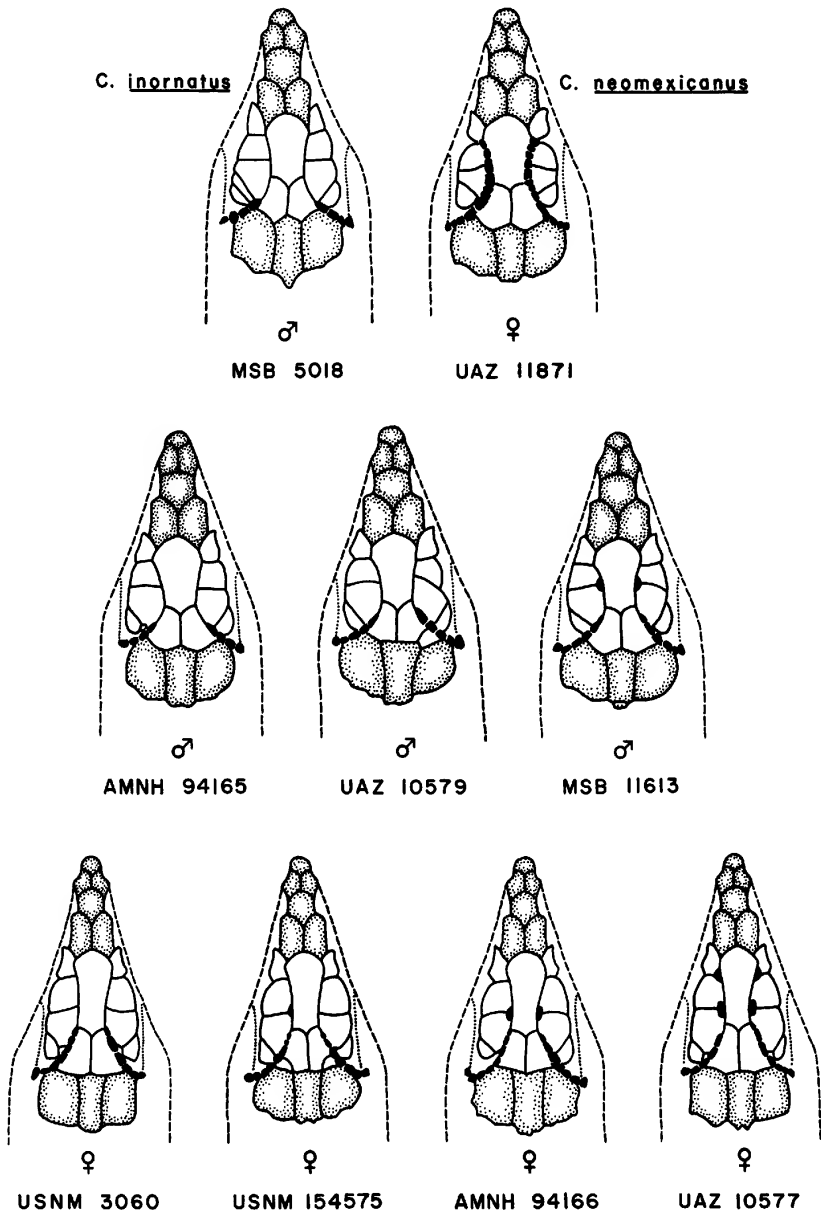 C. inornatus
C. neomexicanus
♂
♀
MSB 5018
UAZ 11871
♂
♂
♂
AMNH 94165
UAZ 10579
MSB 11613
♀
♀
♀
♀
USNM 3060
USNM 154575
AMNH 94166
UAZ 10577